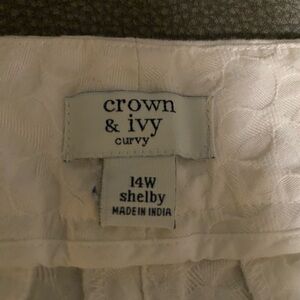 crown
& ivy
curvy
14W
shelby
MADE IN INDIA